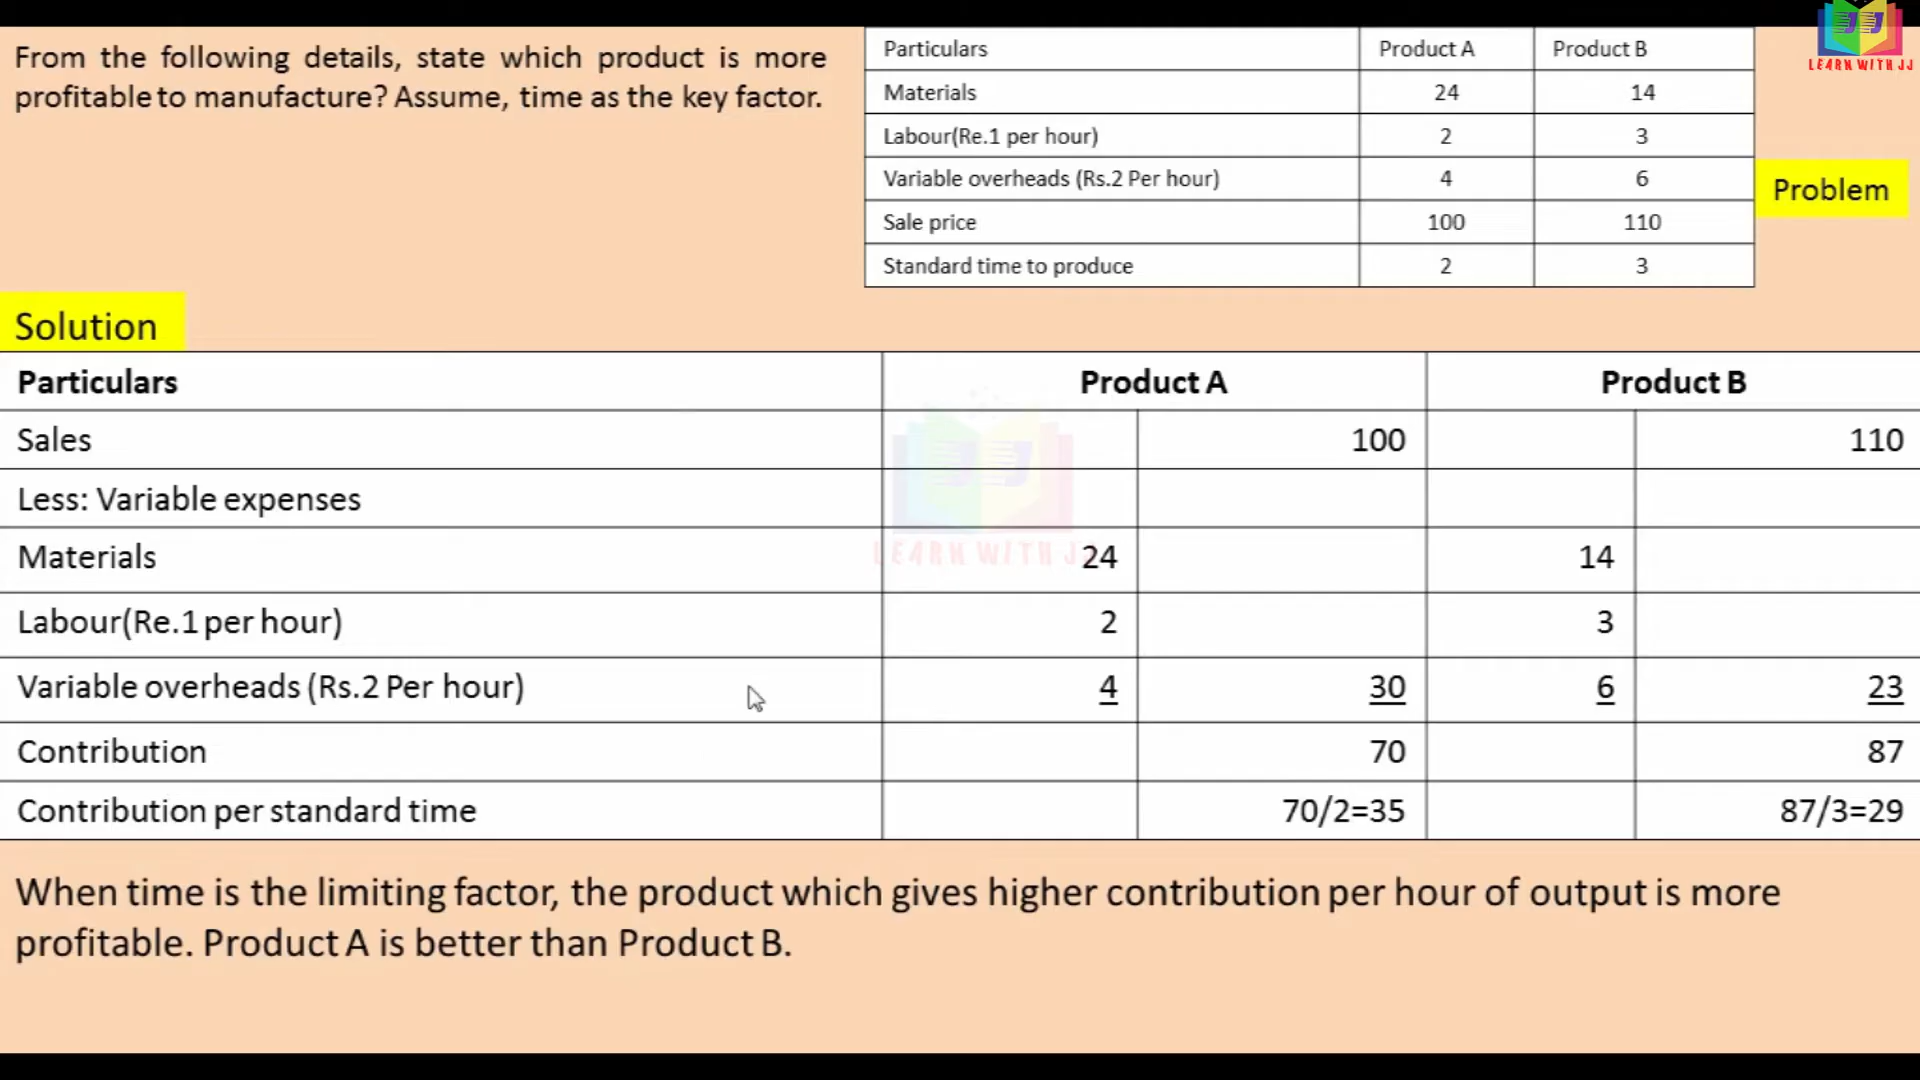 From the following details, state which product is more
profitable to manufacture? Assume, time as the key factor.
Particulars Product A Product B
Materials 24 14
Labour(Re.1 per hour) 2 3
Variable overheads (Rs.2 Per hour) 4 6
Sale price 100 110
Standard time to produce 2 3
LEARN WITH JJ
Problem
Solution
Particulars Product A Product B
Sales 100 110
Less: Variable expenses
Materials 24 14
LEARN WITH J
Labour(Re.1 per hour) 2 3
Variable overheads (Rs.2 Per hour) 4 30 6 23
Contribution 70 87
Contribution per standard time 70/2=35 87/3=29
When time is the limiting factor, the product which gives higher contribution per hour of output is more
profitable. Product A is better than Product B.